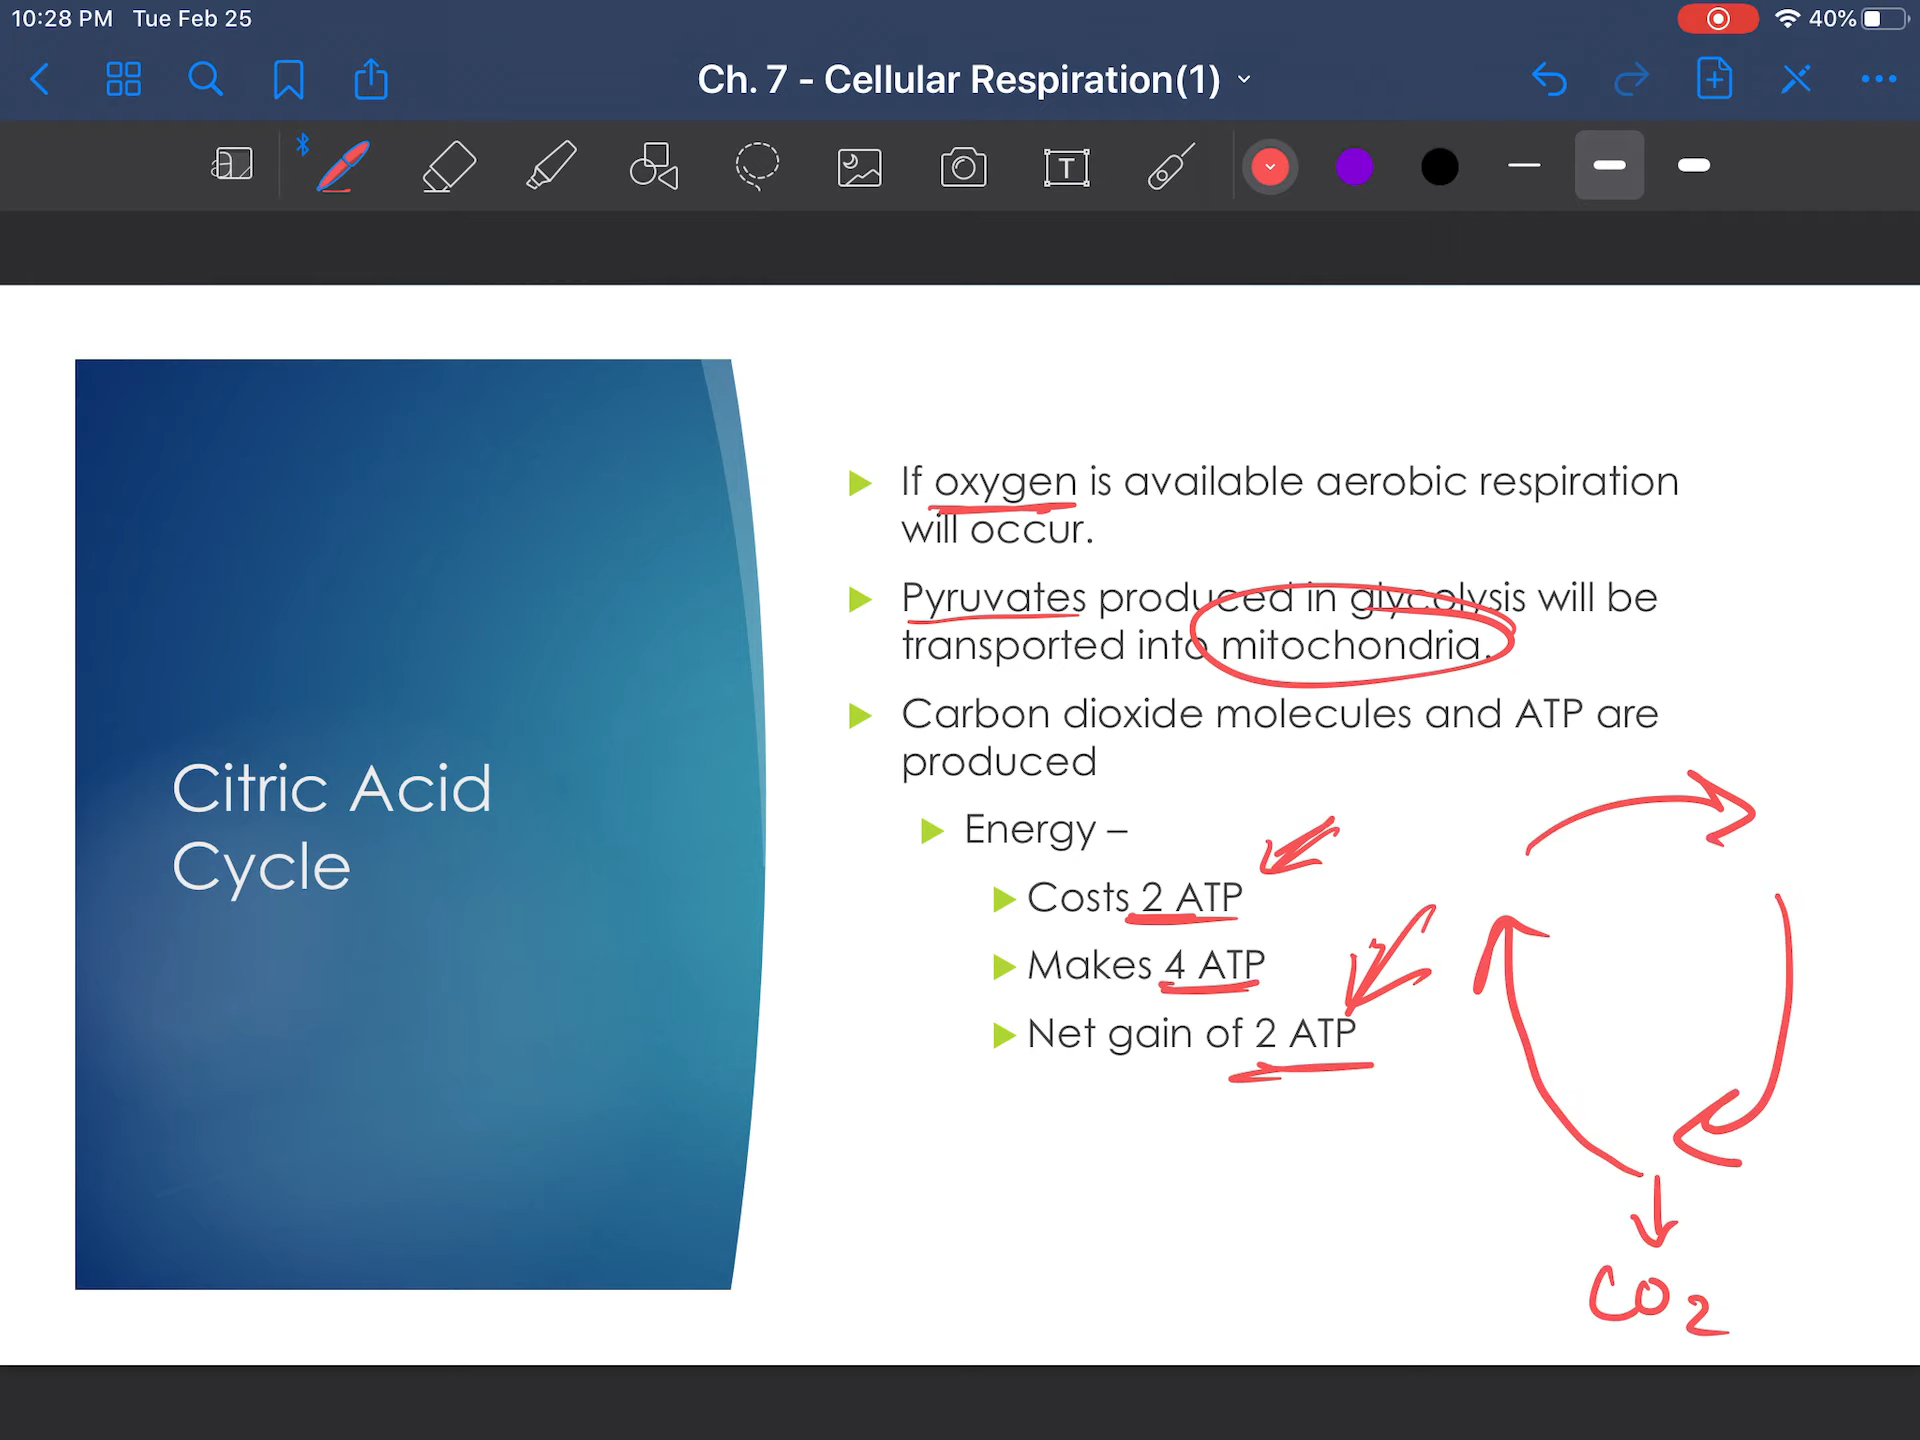 10:28 PM Tue Feb 25
40%
Ch. 7 - Cellular Respiration(1)
a
T
Citric Acid
Cycle
If oxygen is available aerobic respiration
will occur.
Pyruvates produced in glycolysis will be
transported into mitochondria.
Carbon dioxide molecules and ATP are
produced
Energy –
Costs 2 ATP
Makes 4 ATP
Net gain of 2 ATP
CO2